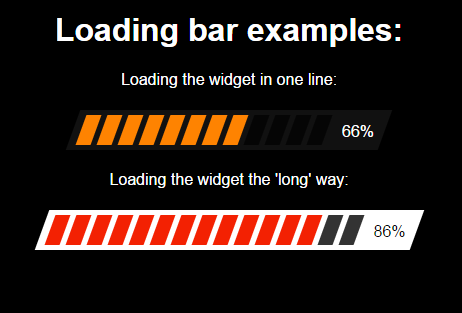 Loading bar examples:
Loading the widget in one line:
66%
Loading the widget the 'long' way:
86%